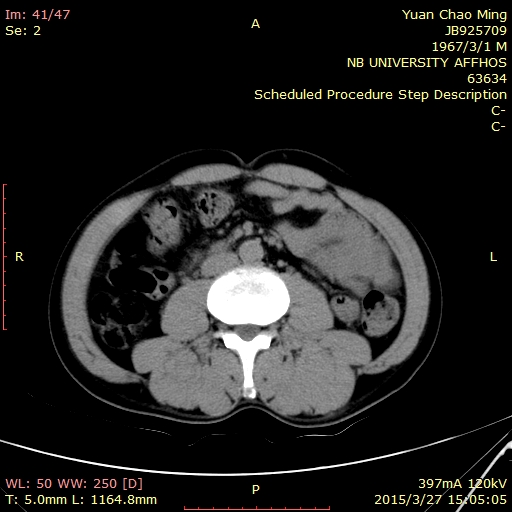 Im: 41/47
Se: 2
A
Yuan Chao Ming
JB925709
1967/3/1 M
NB UNIVERSITY AFFHOS
63634
Scheduled Procedure Step Description
C-
C-
R
L
WL: 50 WW: 250 [D]
T: 5.0mm L: 1164.8mm
P
397mA 120kV
2015/3/27 15:05:05